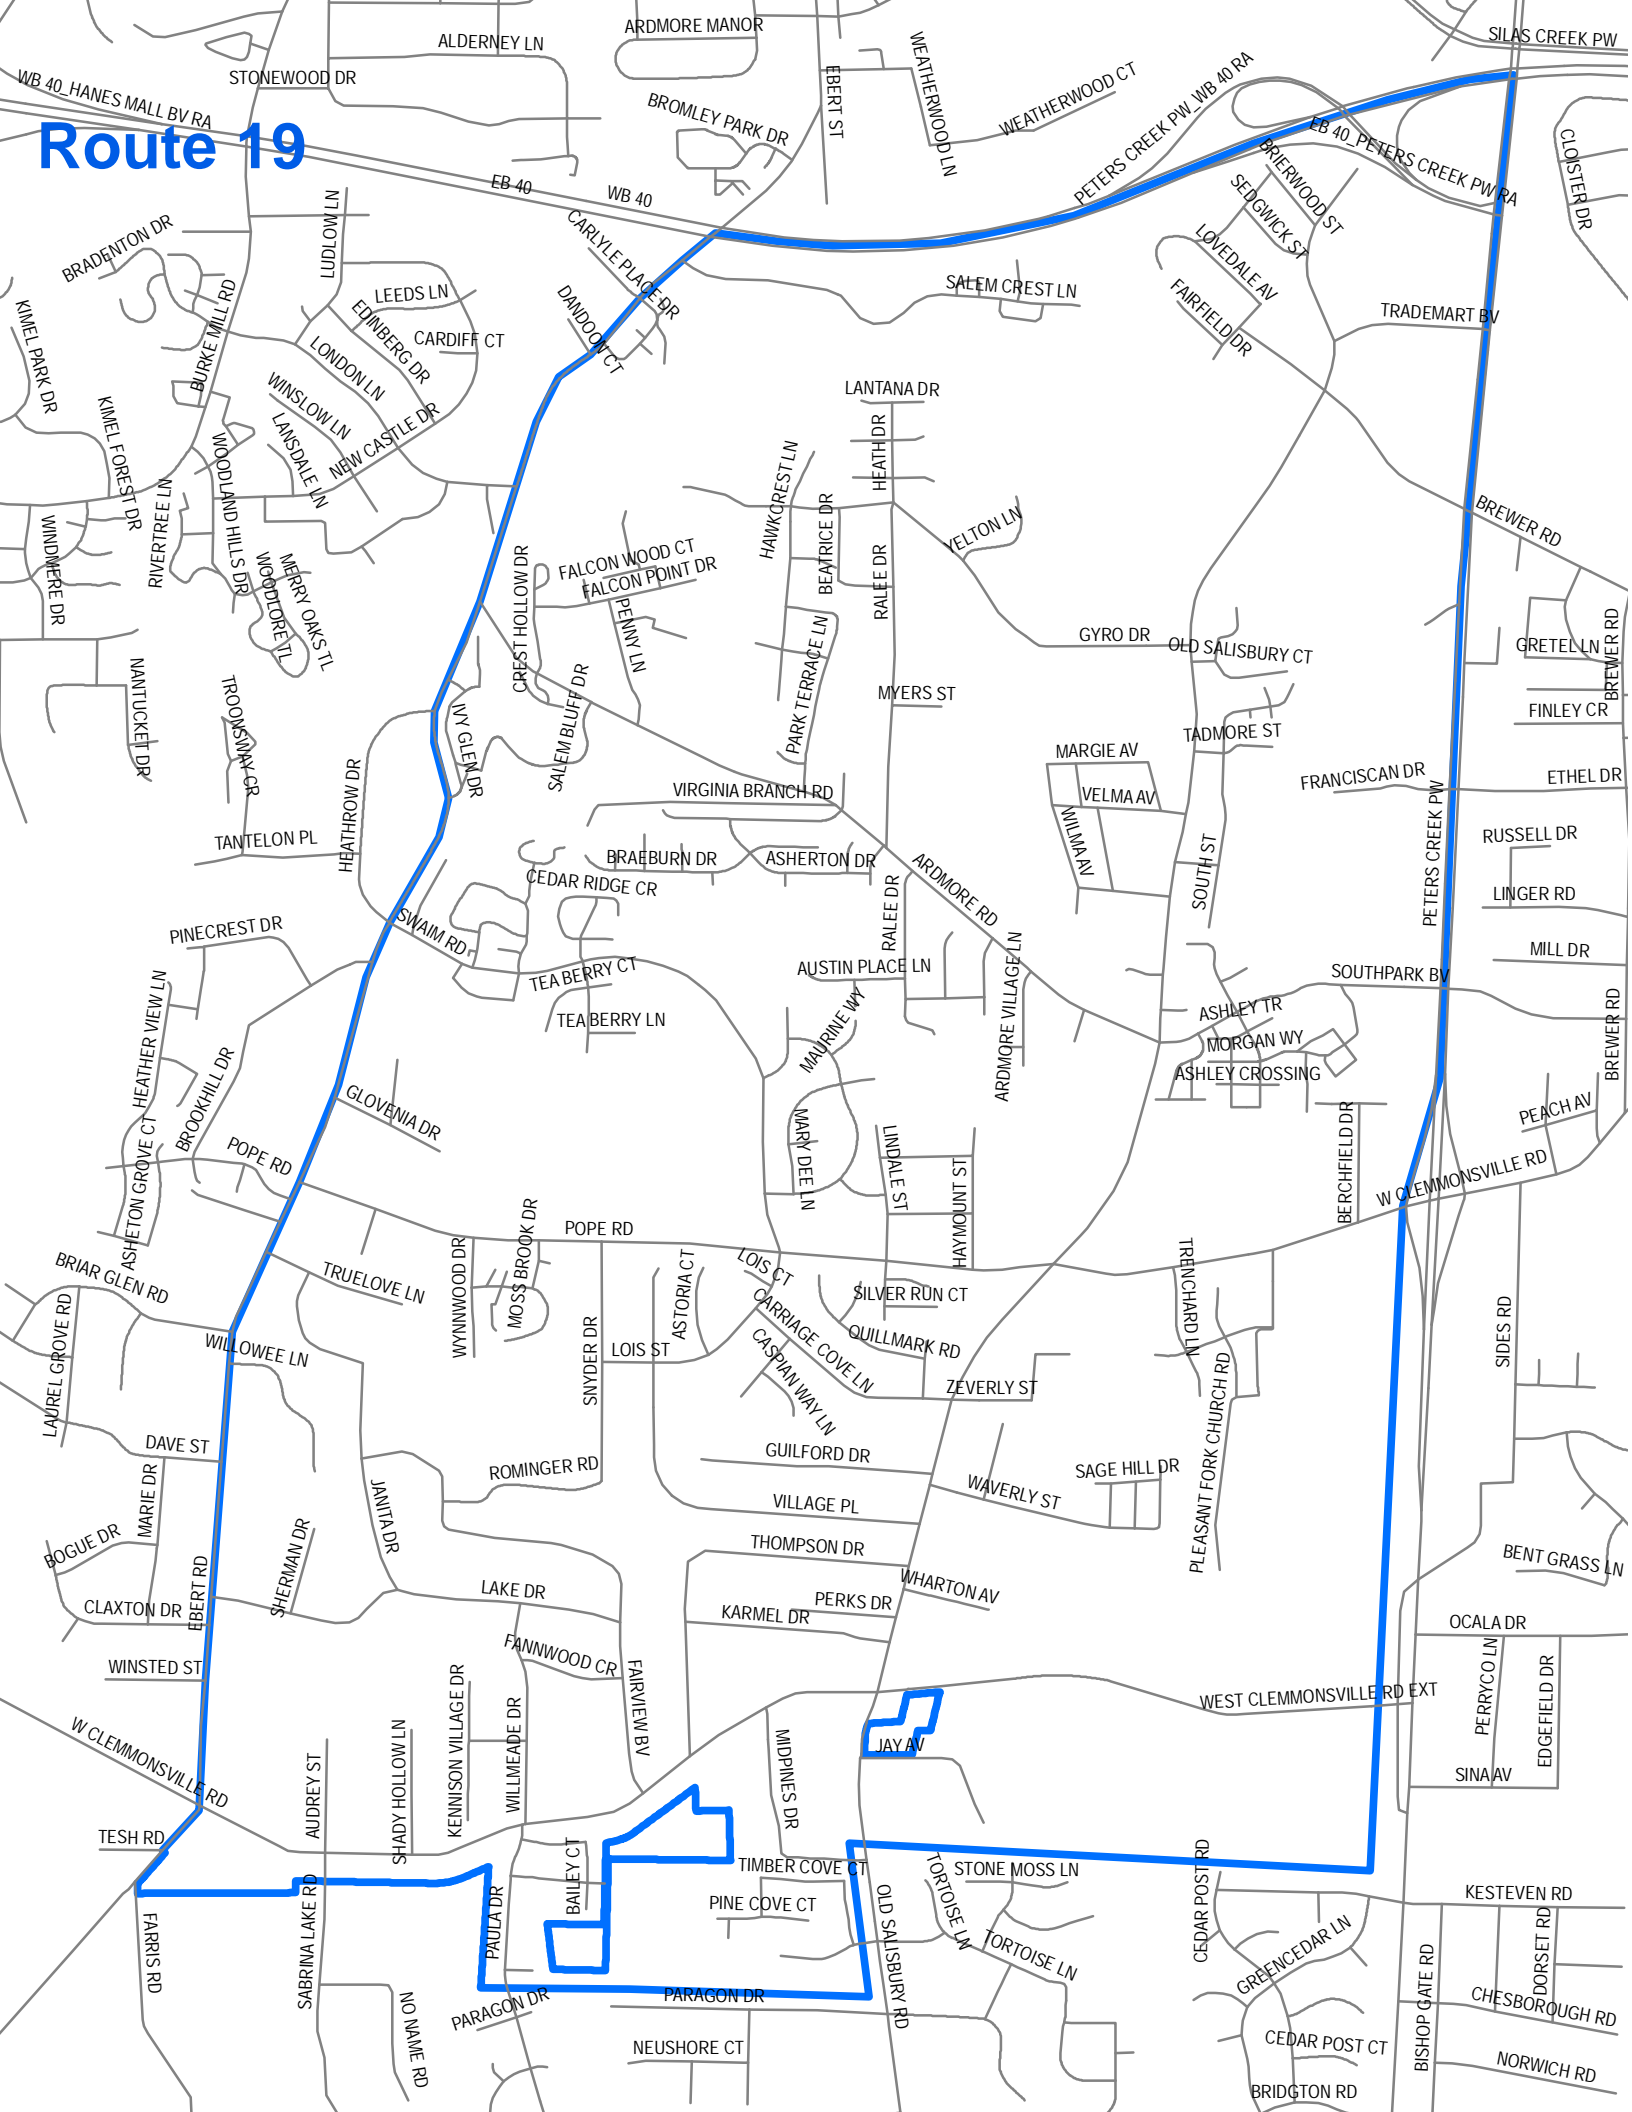 ARDMORE MANOR
SILAS CREEK PW
ALDERNEY LN
STONEWOOD DR
WB 40_HANES MALL BV RA
EBERT ST
WEATHERWOOD LN
WEATHERWOOD CT
PETERS CREEK PW_WB 40 RA
BROMLEY PARK DR
Route 19
EB 40_PETERS CREEK PW RA
CLOISTER DR
BRIERWOOD ST
SEDGWICK ST
EB 40
WB 40
LUDLOW LN
BRADENTON DR
CARLYLE PLACE DR
LOVEDALE AV
FAIRFIELD DR
SALEM CREST LN
TRADEMART BV
LEEDS LN
EDINBERG DR
CARDIFF CT
DANDOON CT
KIMEL PARK DR
BURKE MILL RD
LONDON LN
WINSLOW LN
LANSDALE LN
NEW CASTLE DR
LANTANA DR
HEATH DR
KIMEL FOREST DR
WOODLAND HILLS DR
RIVERTREE LN
HAWKCREST LN
BEATRICE DR
YELTON LN
BREWER RD
WINDMERE DR
WOODLORE TL
MERRY OAKS TL
CREST HOLLOW DR
FALCON WOOD CT
FALCON POINT DR
PENNY LN
RALEE DR
GYRO DR
OLD SALISBURY CT
GRETEL LN
BREWER RD
PARK TERRACE LN
NANTUCKET DR
TROONSWAY CR
IVY GLEN DR
SALEM BLUFF DR
MYERS ST
FINLEY CR
TADMORE ST
MARGIE AV
VELMA AV
WILMA AV
FRANCISCAN DR
ETHEL DR
HEATHROW DR
VIRGINIA BRANCH RD
TANTELON PL
BRAEBURN DR
ASHERTON DR
CEDAR RIDGE CR
ARDMORE RD
SOUTH ST
PETERS CREEK PW
RUSSELL DR
LINGER RD
MILL DR
PINECREST DR
SWAIM RD
RALEE DR
TEA BERRY CT
TEA BERRY LN
AUSTIN PLACE LN
MAURINE WY
ARDMORE VILLAGE LN
SOUTHPARK BV
ASHLEY TR
MORGAN WY
ASHLEY CROSSING
BREWER RD
HEATHER VIEW LN
BROOKHILL DR
GLOVENIA DR
PEACH AV
ASHETON GROVE CT
POPE RD
MARY DEE LN
LINDALE ST
HAYMOUNT ST
BERCHFIELD DR
W CLEMMONSVILLE RD
POPE RD
BRIAR GLEN RD
TRUELOVE LN
WYNNWOOD DR
MOSS BROOK DR
ASTORIA CT
LOIS CT
SILVER RUN CT
TRENCHARD LN
LAUREL GROVE RD
WILLOWEE LN
SNYDER DR
LOIS ST
CARRIAGE COVE LN
CASPIAN WAY LN
QUILLMARK RD
ZEVERLY ST
PLEASANT FORK CHURCH RD
SIDES RD
DAVE ST
MARIE DR
JANITA DR
ROMINGER RD
GUILFORD DR
VILLAGE PL
WAVERLY ST
SAGE HILL DR
BOGUE DR
SHERMAN DR
EBERT RD
THOMPSON DR
WHARTON AV
BENT GRASS LN
CLAXTON DR
LAKE DR
PERKS DR
KARMEL DR
OCALA DR
FANNWOOD CR
FAIRVIEW BV
WINSTED ST
KENNISON VILLAGE DR
WILLMEADE DR
WEST CLEMMONSVILLE RD EXT
PERRYCO LN
EDGEFIELD DR
W CLEMMONSVILLE RD
AUDREY ST
SHADY HOLLOW LN
MIDPINES DR
JAY AV
SINA AV
TESH RD
BAILEY CT
TIMBER COVE CT
STONE MOSS LN
CEDAR POST RD
KESTEVEN RD
PINE COVE CT
PAULA DR
SABRINA LAKE RD
FARRIS RD
OLD SALISBURY RD
TORTOISE LN
TORTOISE LN
GREENCEDAR LN
DORSET RD
PARAGON DR
PARAGON DR
NO NAME RD
BISHOP GATE RD
CHESBOROUGH RD
NEUSHORE CT
CEDAR POST CT
NORWICH RD
BRIDGTON RD